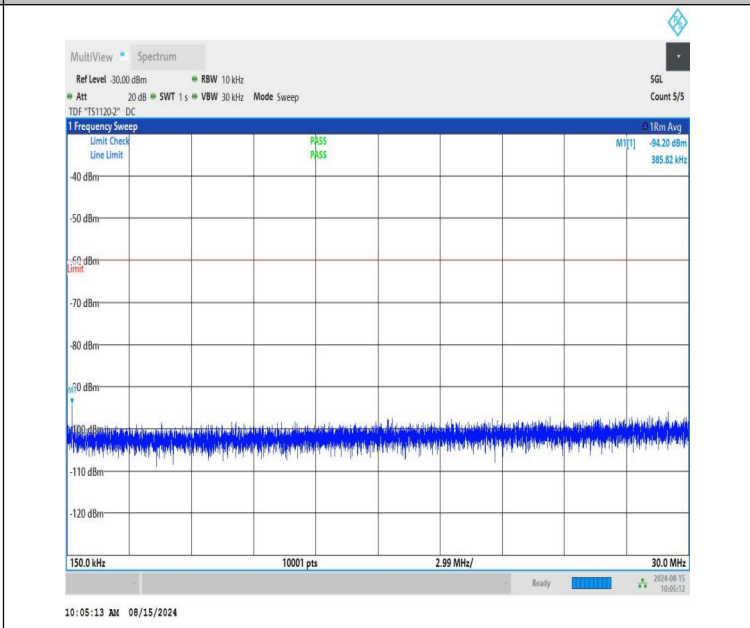 MultiView Spectrum
Ref Level -30.00 dBm RBW 10 kHz SGL
Att 20 dB SWT 1 s VBW 30 kHz Mode Sweep Count 5/5
TDF "TS1120-2" DC
1 Frequency Sweep 1Rm Avg
Limit Check PASS M1[1] -94.20 dBm
Line Limit PASS 385.82 kHz
-40 dBm
-50 dBm
-60 dBm
Limit
-70 dBm
-80 dBm
-90 dBm
M1
-100 dBm
-110 dBm
-120 dBm
150.0 kHz 10001 pts 2.99 MHz/ 30.0 MHz
Ready 2024-08-15
10:05:12
10:05:13 AM 08/15/2024